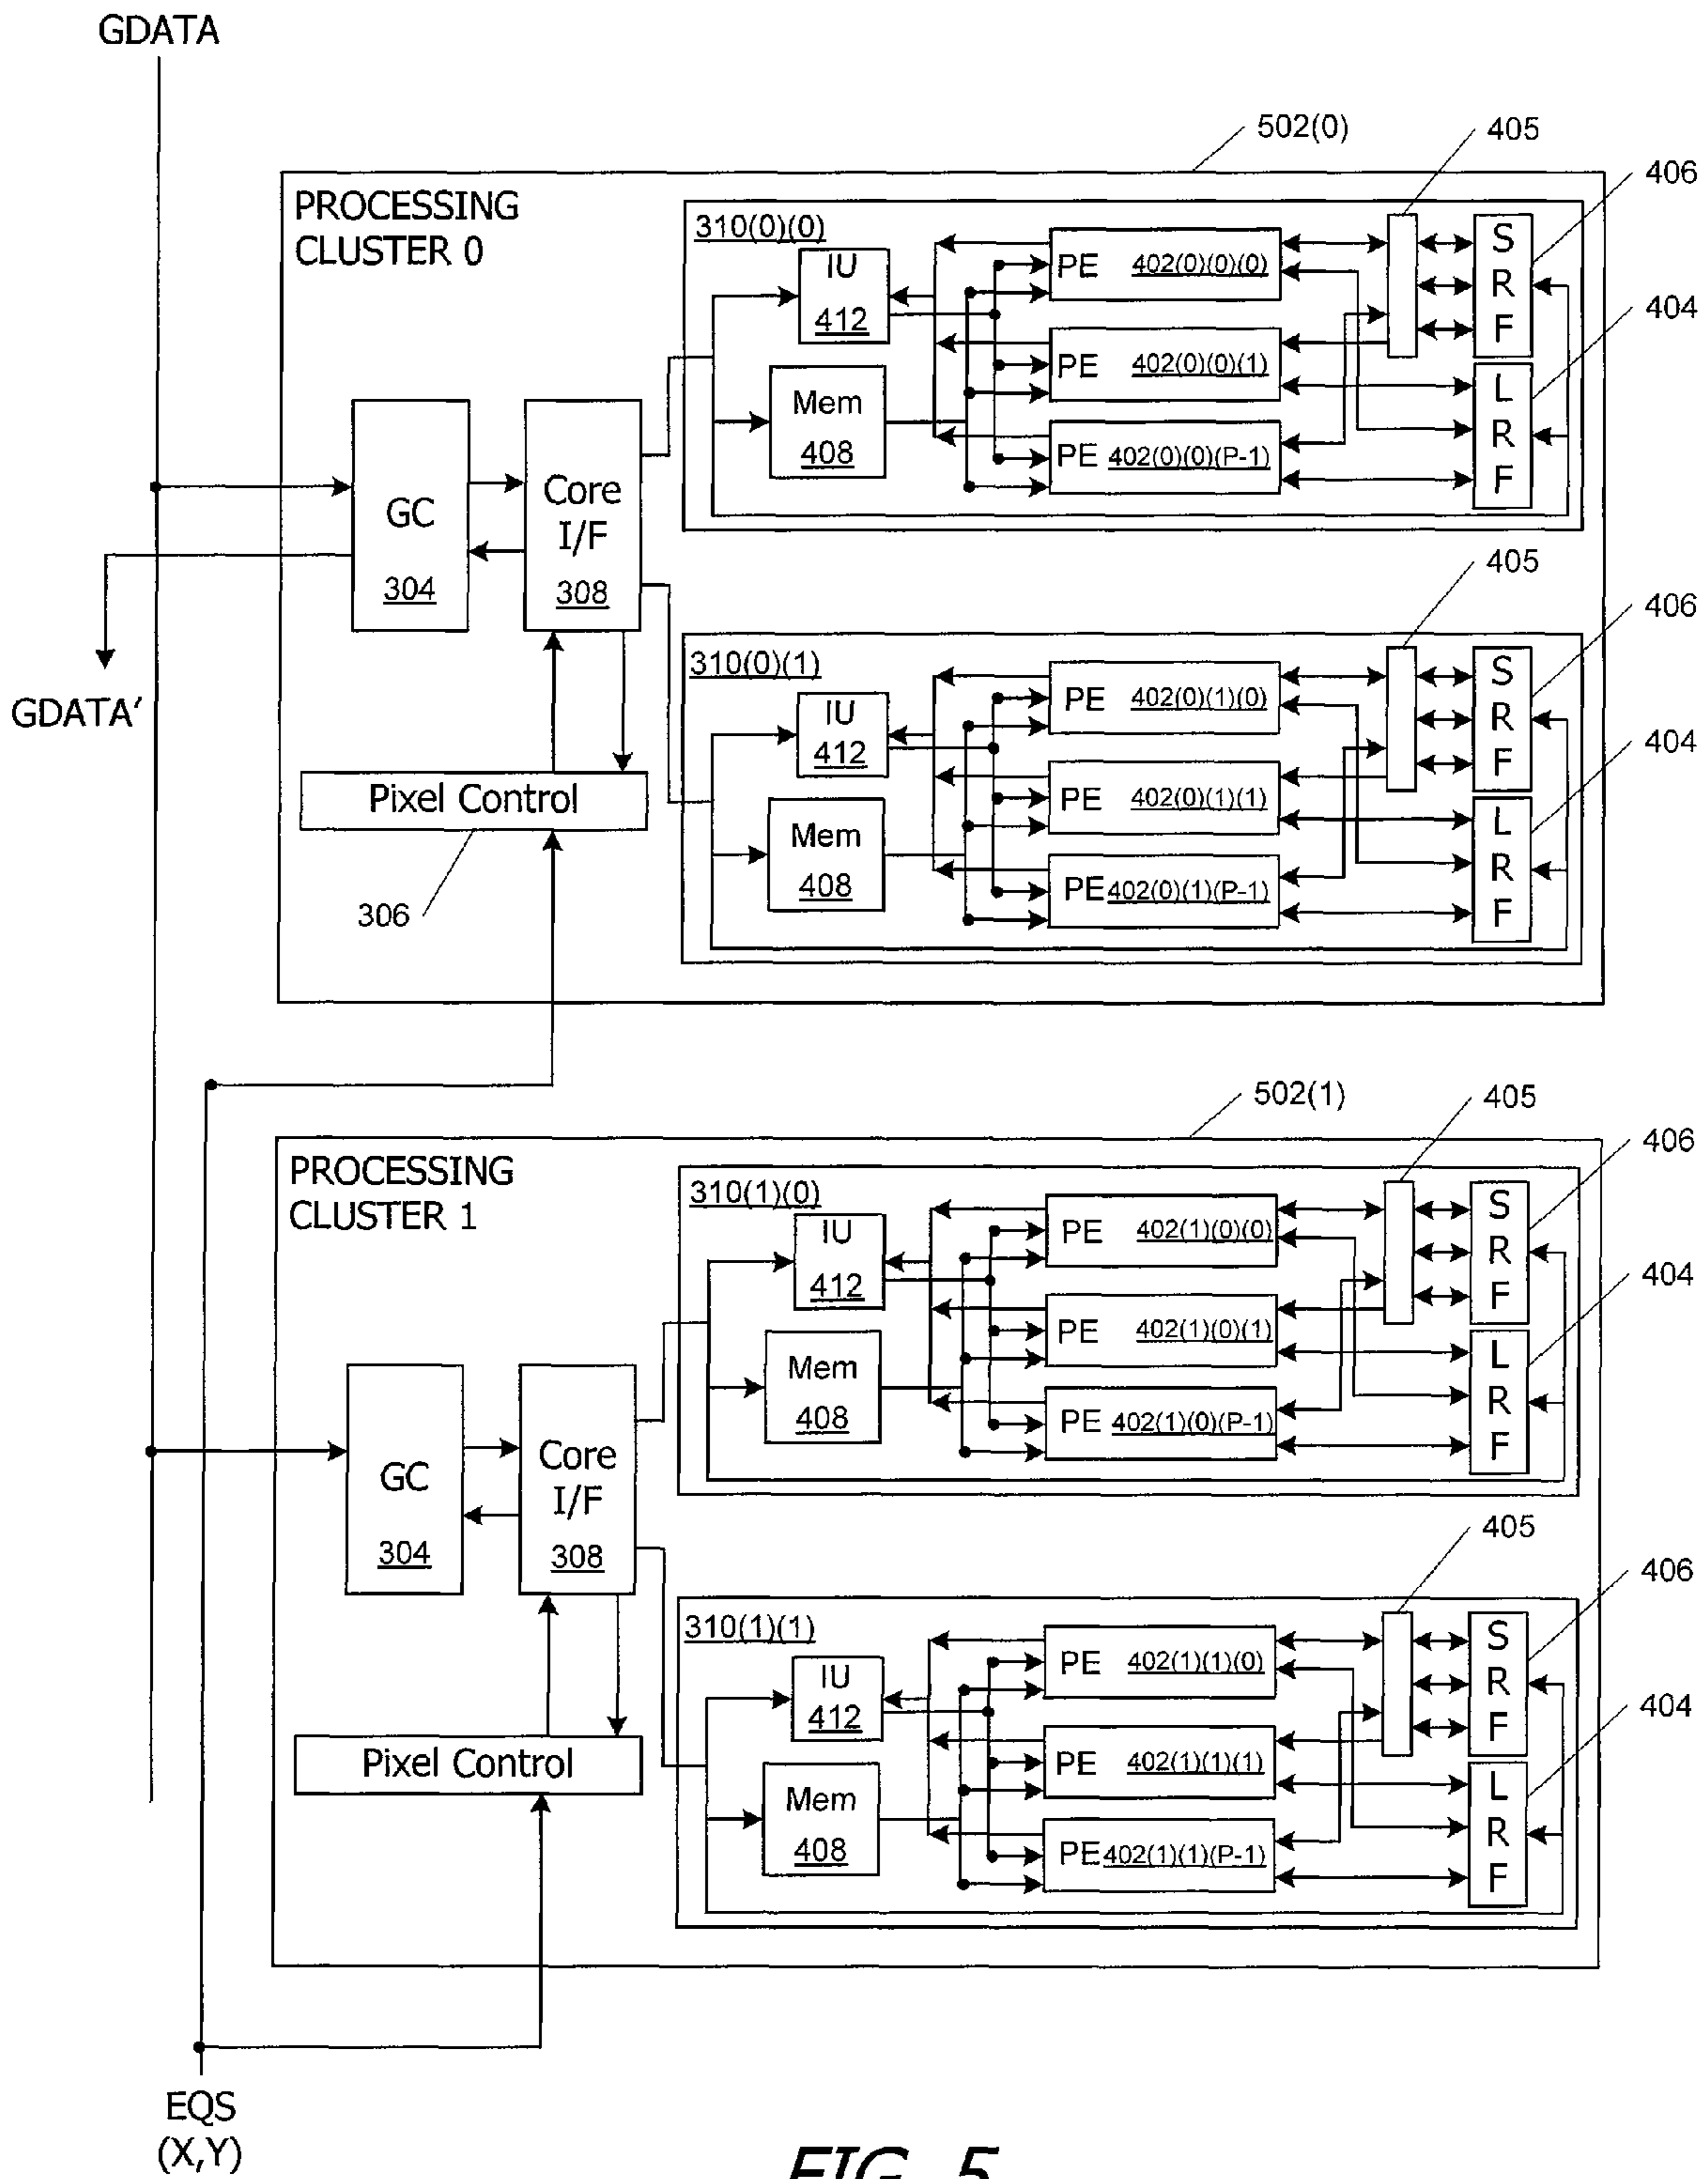 GDATA
502(0)
405
406
PROCESSING
CLUSTER 0
310(0)(0)
IU
412
PE 402(0)(0)(0)
S
R
F
404
PE 402(0)(0)(1)
Mem
408
L
R
F
PE 402(0)(0)(P-1)
GC
304
Core
I/F
308
405
406
310(0)(1)
GDATA'
IU
412
PE 402(0)(1)(0)
S
R
F
404
Pixel Control
306
PE 402(0)(1)(1)
Mem
408
L
R
F
PE 402(0)(1)(P-1)
502(1)
405
406
PROCESSING
CLUSTER 1
310(1)(0)
IU
412
PE 402(1)(0)(0)
S
R
F
404
PE 402(1)(0)(1)
Mem
408
L
R
F
PE 402(1)(0)(P-1)
GC
304
Core
I/F
308
405
406
310(1)(1)
IU
412
PE 402(1)(1)(0)
S
R
F
404
Pixel Control
PE 402(1)(1)(1)
Mem
408
L
R
F
PE 402(1)(1)(P-1)
EQS
(X,Y)
FIG. 5